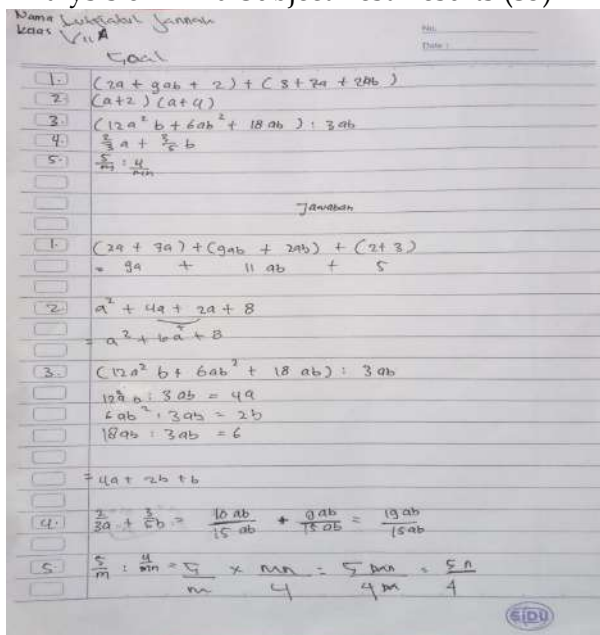 Nama Lutfiatul Jannah
kelas VII A
No.
Date :
Soal
1. (2a + 9ab + 2) + (3 + 7a + 2ab)
2. (a+2) (a+4)
3. (12a² b + 6ab² + 18 ab) : 3ab
4. 2/3 a + 3/5 b
5. 5/m : 4/mn
Jawaban
1. (2a + 7a) + (9ab + 2ab) + (2+3)
= 9a + 11 ab + 5
2. a² + 4a + 2a + 8
= a² + 6a + 8
3. (12a² b + 6ab² + 18 ab) : 3ab
12a² b : 3ab = 4a
6ab² : 3ab = 2b
18ab : 3ab = 6
= 4a + 2b + 6
4. 2/3a + 3/5b = 10 ab/15 ab + 9ab/15 ab = 19 ab/15ab
5. 5/m : 4/mn = 5/m × mn/4 = 5 mn/4 m = 5 n/4
SIDU